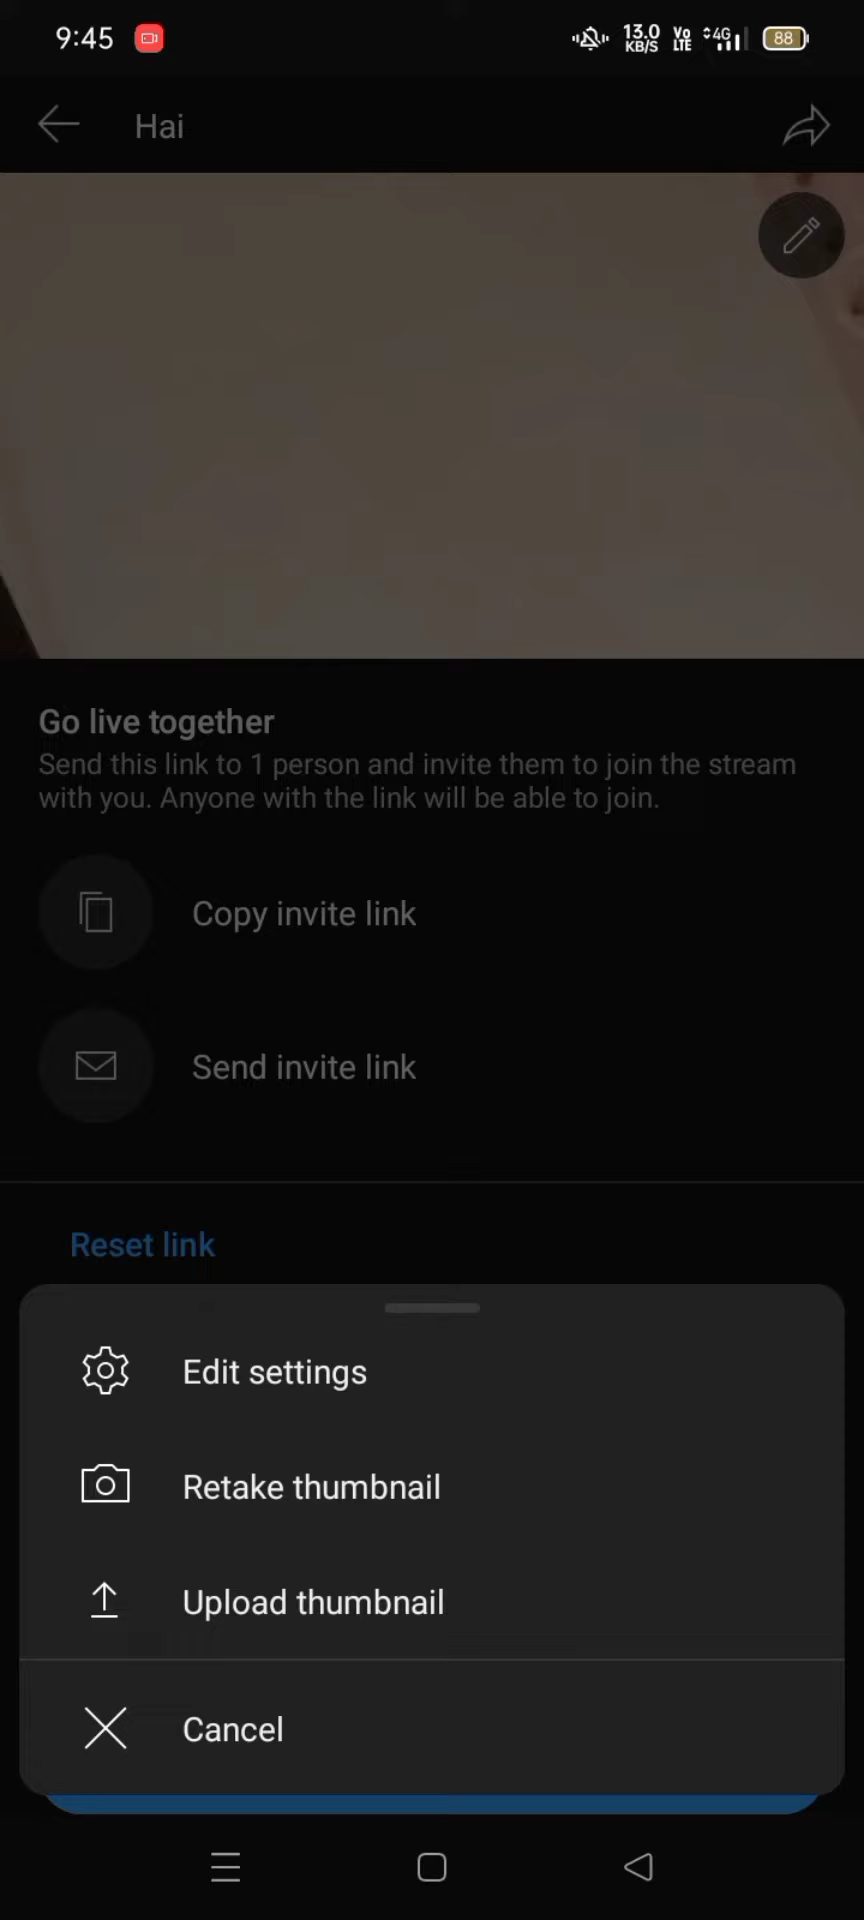 9:45
13.0
KB/S
Vo
LTE
4G
88
Hai
Go live together
Send this link to 1 person and invite them to join the stream
with you. Anyone with the link will be able to join.
Copy invite link
Send invite link
Reset link
Edit settings
Retake thumbnail
Upload thumbnail
Cancel